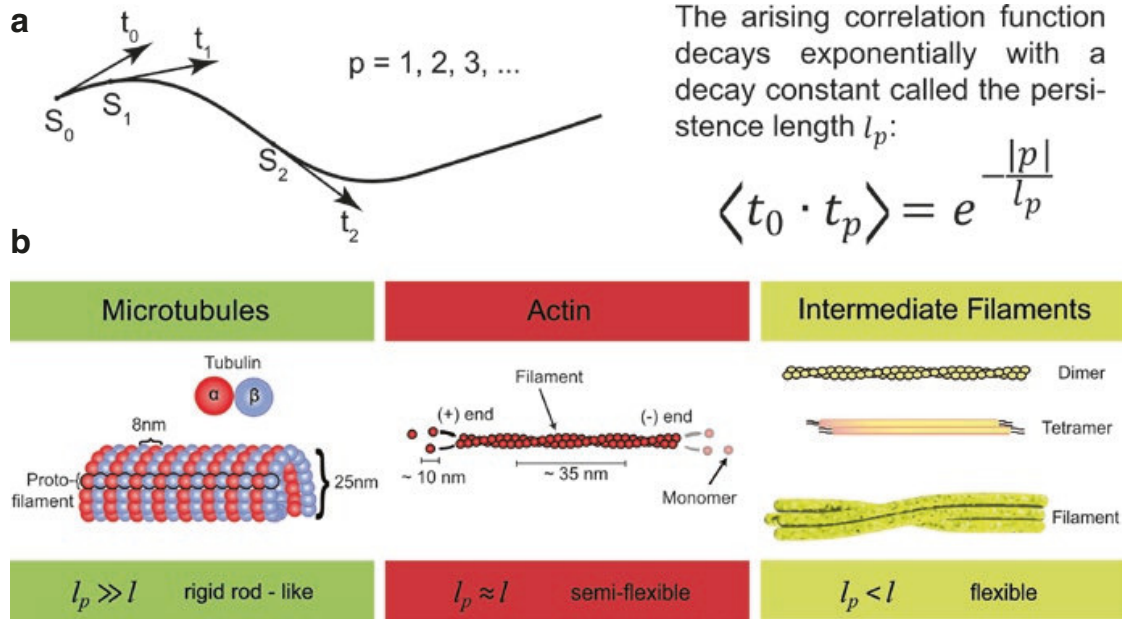 a
t₀
t₁
S₀
S₁
S₂
t₂
p = 1, 2, 3, ...
The arising correlation function
decays exponentially with a
decay constant called the persi-
stence length lₚ:
⟨t₀ · tₚ⟩ = e^(-|p|/lₚ)
b
Microtubules
Tubulin
α β
8nm
Proto-
filament
25nm
lₚ ≫ l rigid rod - like
Actin
Filament
(+) end
(-) end
~ 10 nm
~ 35 nm
Monomer
lₚ ≈ l semi-flexible
Intermediate Filaments
Dimer
Tetramer
Filament
lₚ < l flexible